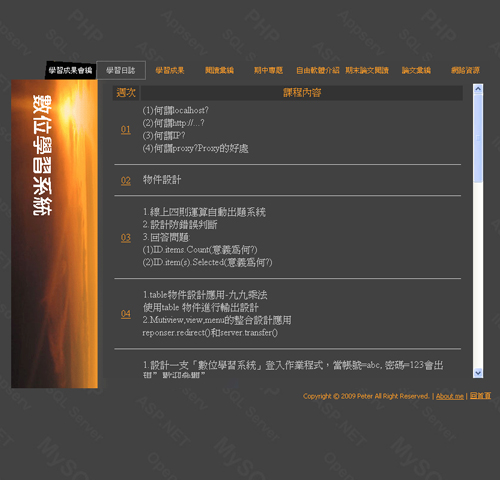 學習成果會編 學習日誌 學習成果 閱讀彙編 期中專題 自由軟體介紹 期末論文閱讀 論文彙編 網路資源
數位學習系統
週次 課程內容
01
(1)何謂localhost?
(2)何謂http://...?
(3)何謂IP?
(4)何謂proxy?Proxy的好處
02 物件設計
03
1.線上四則運算自動出題系統
2.設計防錯誤判斷
3.回答問題:
(1)ID.items.Count(意義為何?)
(2)ID.item(s).Selected(意義為何?)
04
1.table物件設計應用-九九乘法
使用table 物件進行輸出設計
2.Mutiview,view,menu的整合設計應用
reponser.redirect()和server.transfer()
1.設計一支「數位學習系統」登入作業程式，當帳號=abc, 密碼=123會出
現"歡迎參觀"
Copyright © 2009 Peter All Right Reserved. | About me | 回首頁